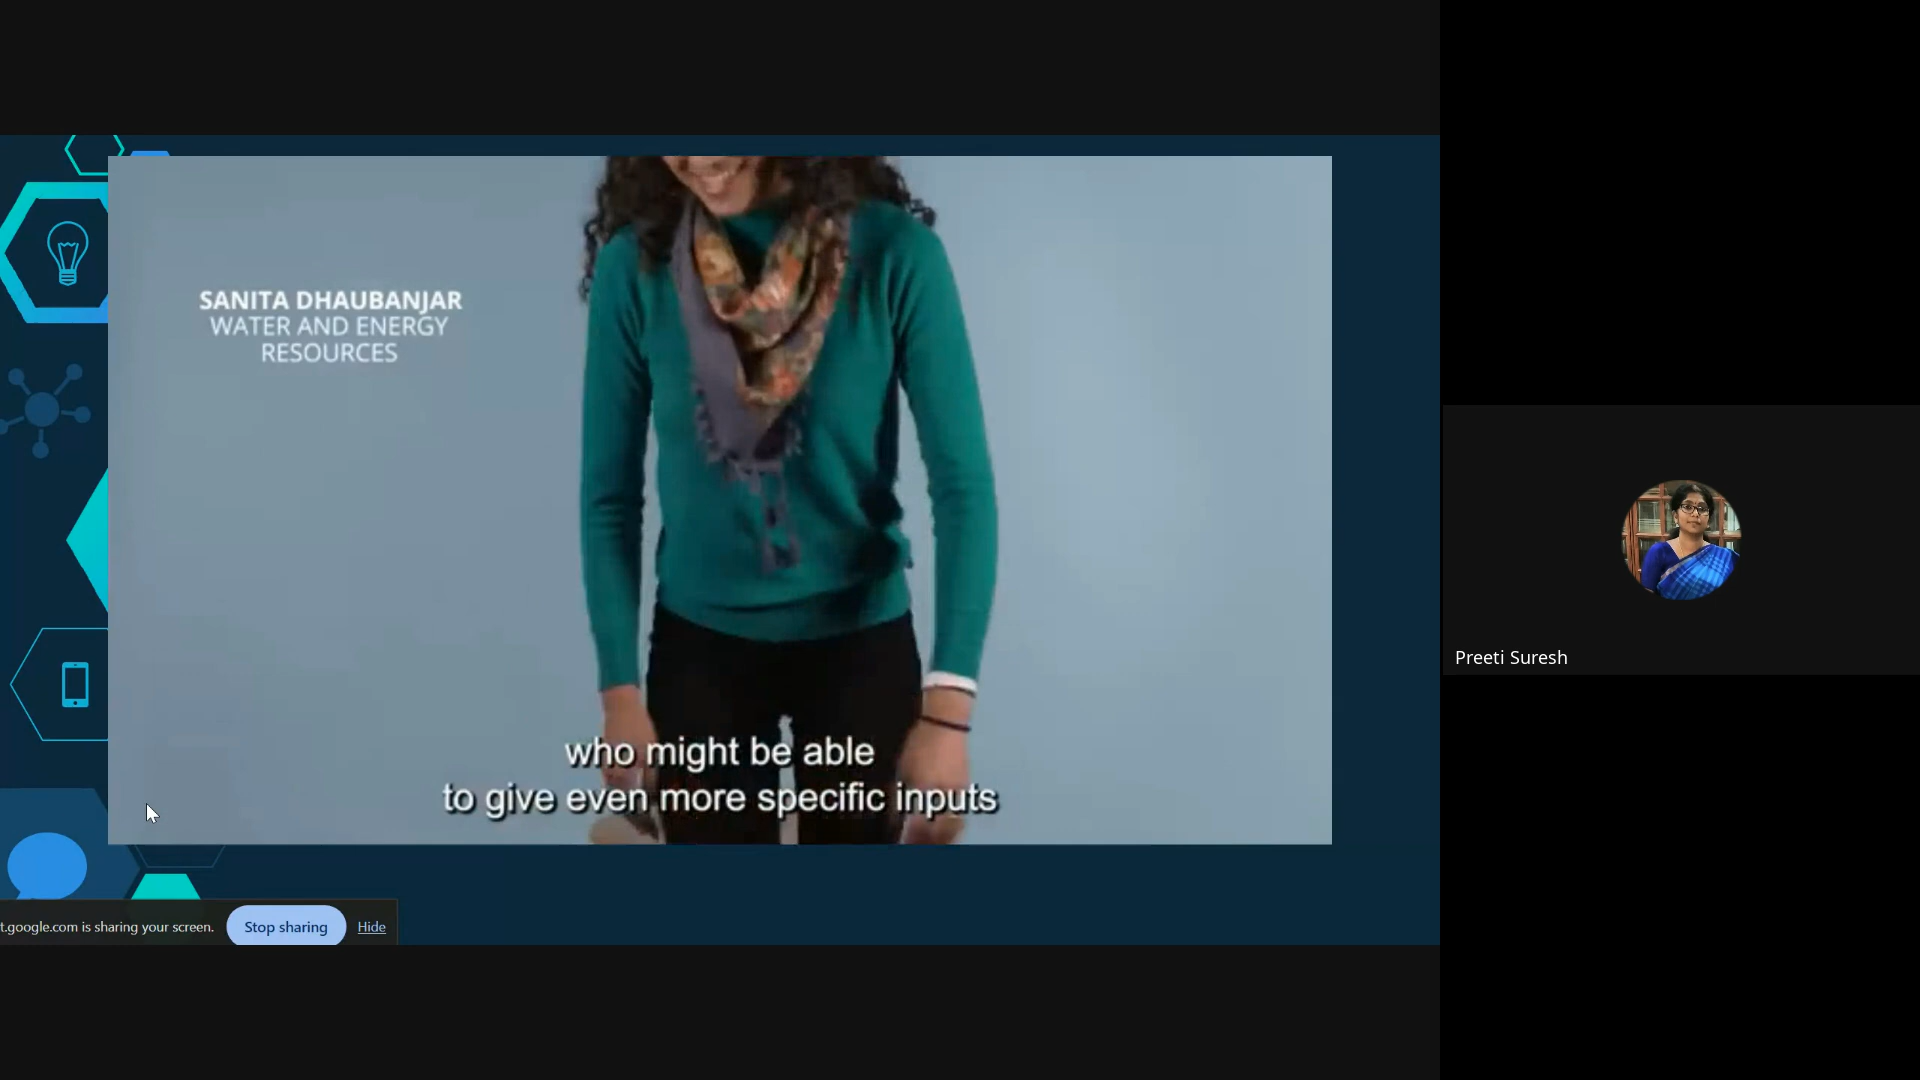 SANITA DHAUBANJAR
WATER AND ENERGY
RESOURCES
who might be able
to give even more specific inputs
t.google.com is sharing your screen.
Stop sharing
Hide
Preeti Suresh